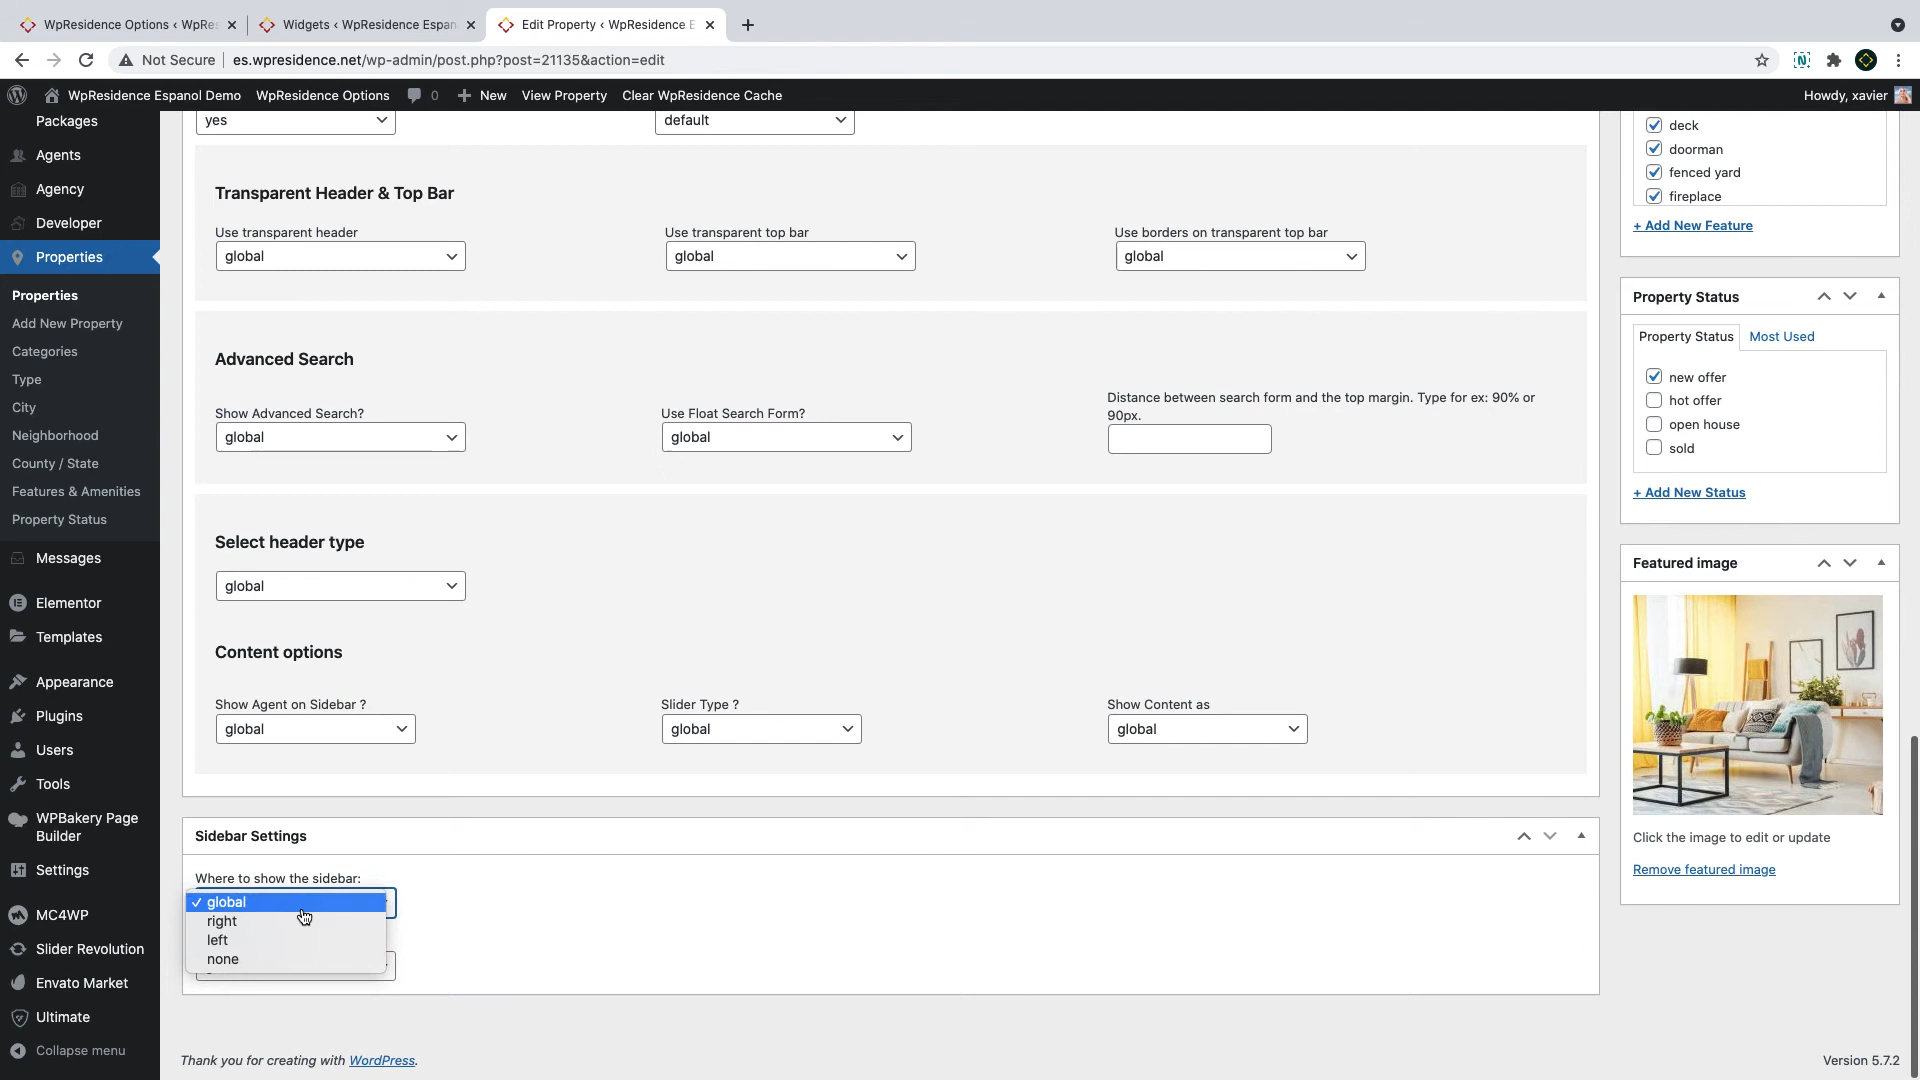 WpResidence Options ‹ WpRes
Widgets ‹ WpResidence Espan
Edit Property ‹ WpResidence E
Not Secure
es.wpresidence.net/wp-admin/post.php?post=21135&action=edit
WpResidence Espanol Demo
WpResidence Options
0
New
View Property
Clear WpResidence Cache
Howdy, xavier
Packages
Agents
Agency
Developer
Properties
Properties
Add New Property
Categories
Type
City
Neighborhood
County / State
Features & Amenities
Property Status
Messages
Elementor
Templates
Appearance
Plugins
Users
Tools
WPBakery Page
Builder
Settings
MC4WP
Slider Revolution
Envato Market
Ultimate
Collapse menu
yes
default
Transparent Header & Top Bar
Use transparent header
global
Use transparent top bar
global
Use borders on transparent top bar
global
Advanced Search
Show Advanced Search?
global
Use Float Search Form?
global
Distance between search form and the top margin. Type for ex: 90% or
90px.
Select header type
global
Content options
Show Agent on Sidebar ?
global
Slider Type ?
global
Show Content as
global
Sidebar Settings
Where to show the sidebar:
✓ global
right
left
none
Thank you for creating with WordPress.
Version 5.7.2
deck
doorman
fenced yard
fireplace
+ Add New Feature
Property Status
Property Status
Most Used
new offer
hot offer
open house
sold
+ Add New Status
Featured image
Click the image to edit or update
Remove featured image